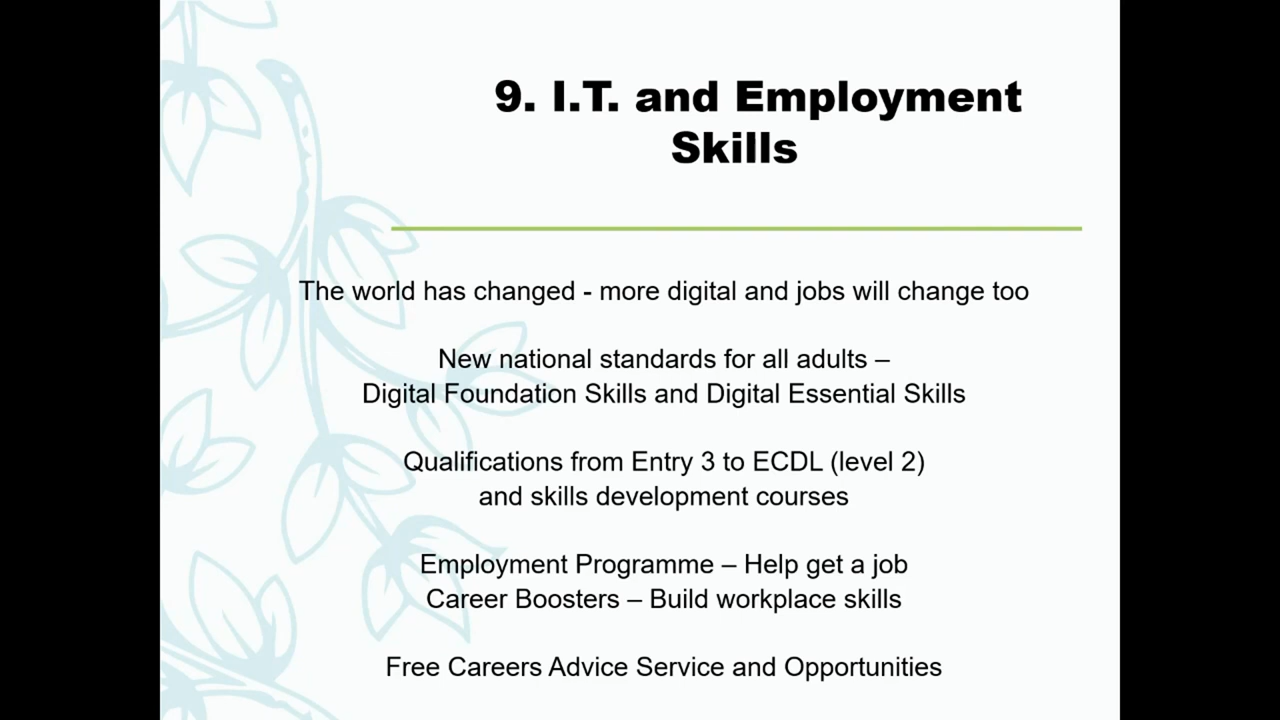 9. I.T. and Employment
Skills
The world has changed - more digital and jobs will change too
New national standards for all adults –
Digital Foundation Skills and Digital Essential Skills
Qualifications from Entry 3 to ECDL (level 2)
and skills development courses
Employment Programme – Help get a job
Career Boosters – Build workplace skills
Free Careers Advice Service and Opportunities